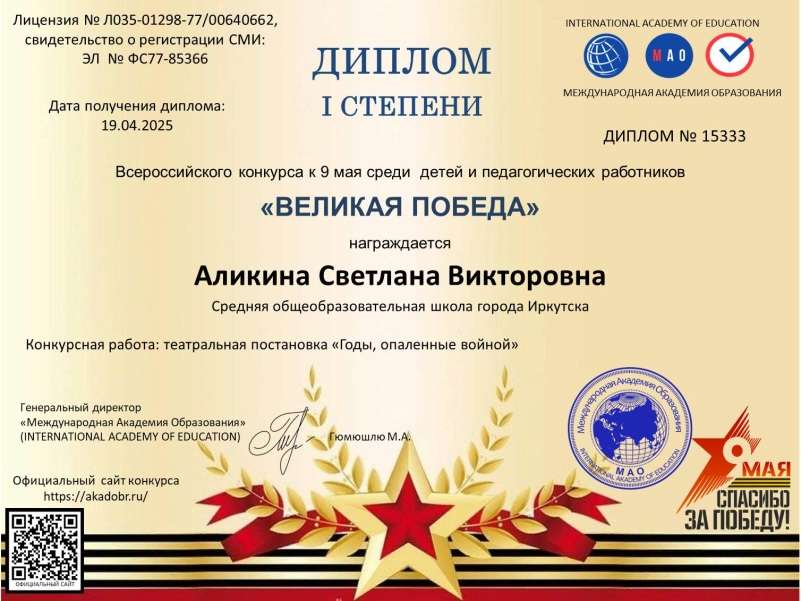 Лицензия № Л035-01298-77/00640662,
свидетельство о регистрации СМИ:
ЭЛ № ФС77-85366
Дата получения диплома:
19.04.2025
ДИПЛОМ
I СТЕПЕНИ
INTERNATIONAL ACADEMY OF EDUCATION
МАО
МЕЖДУНАРОДНАЯ АКАДЕМИЯ ОБРАЗОВАНИЯ
ДИПЛОМ № 15333
Всероссийского конкурса к 9 мая среди детей и педагогических работников
«ВЕЛИКАЯ ПОБЕДА»
награждается
Аликина Светлана Викторовна
Средняя общеобразовательная школа города Иркутска
Конкурсная работа: театральная постановка «Годы, опаленные войной»
Генеральный директор
«Международная Академия Образования»
(INTERNATIONAL ACADEMY OF EDUCATION)
Гюмюшлю М.А.
Международная Академия Образования
МАО
INTERNATIONAL ACADEMY OF EDUCATION
9 МАЯ
СПАСИБО
ЗА ПОБЕДУ!
Официальный сайт конкурса
https://akadobr.ru/
ОФИЦИАЛЬНЫЙ САЙТ